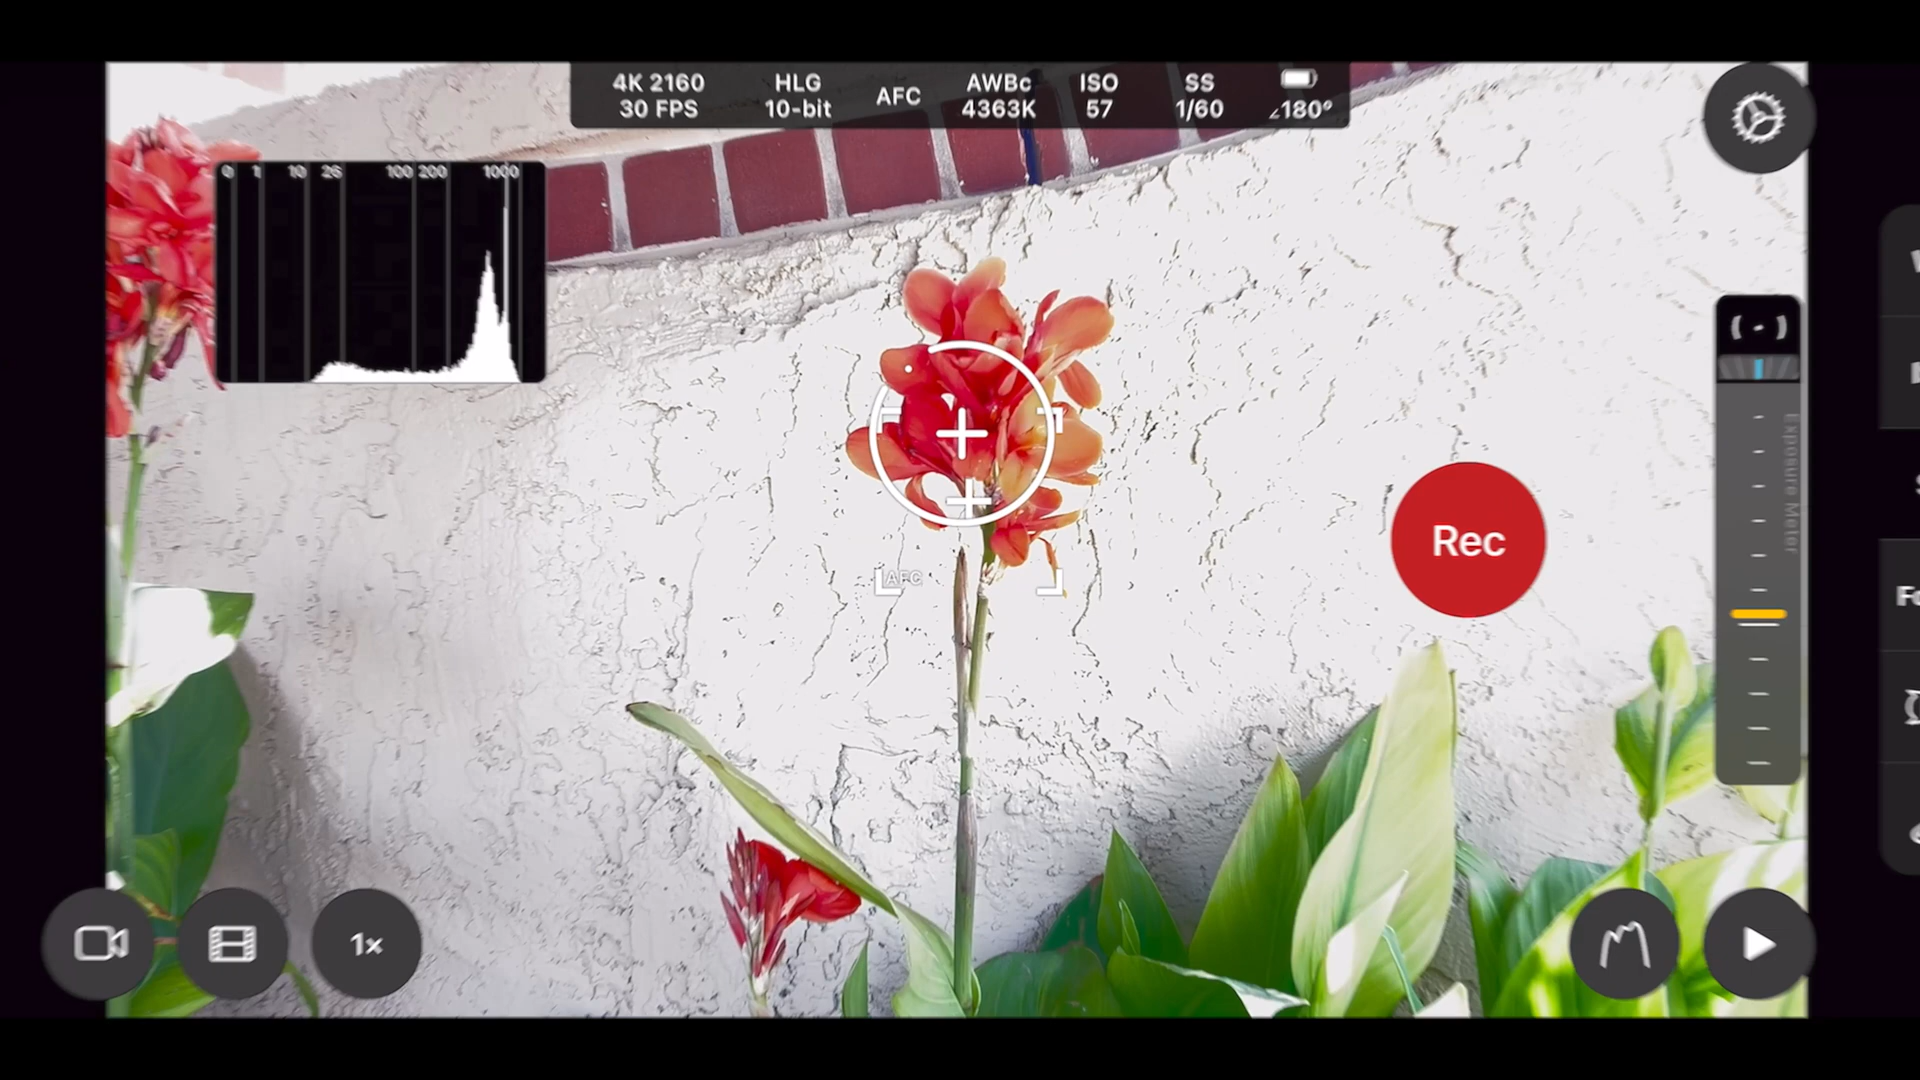 4K 2160
30 FPS
HLG
10-bit
AFC
AWBc
4363K
ISO
57
SS
1/60
∠180°
0 1 10 26 100 200 1000
AFC
Rec
Exposure Meter
1x